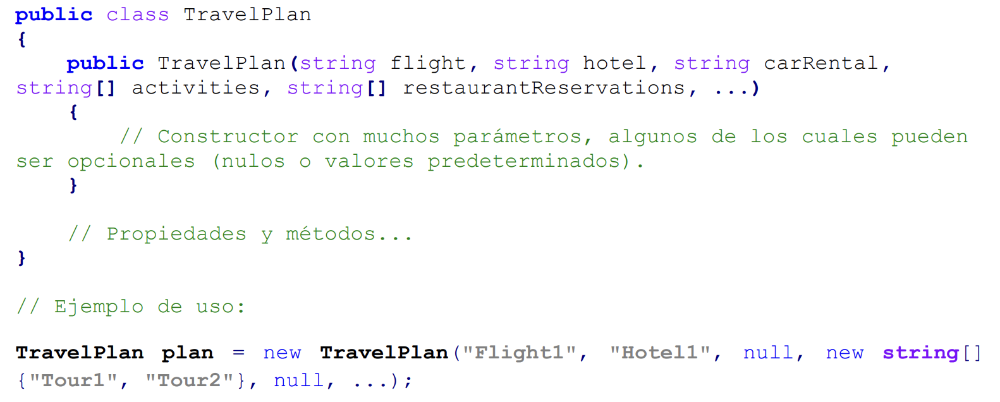 public class TravelPlan
{
public TravelPlan(string flight, string hotel, string carRental,
string[] activities, string[] restaurantReservations, ...)
{
// Constructor con muchos parámetros, algunos de los cuales pueden
ser opcionales (nulos o valores predeterminados).
}
// Propiedades y métodos...
}
// Ejemplo de uso:
TravelPlan plan = new TravelPlan("Flight1", "Hotel1", null, new string[]
{"Tour1", "Tour2"}, null, ...);